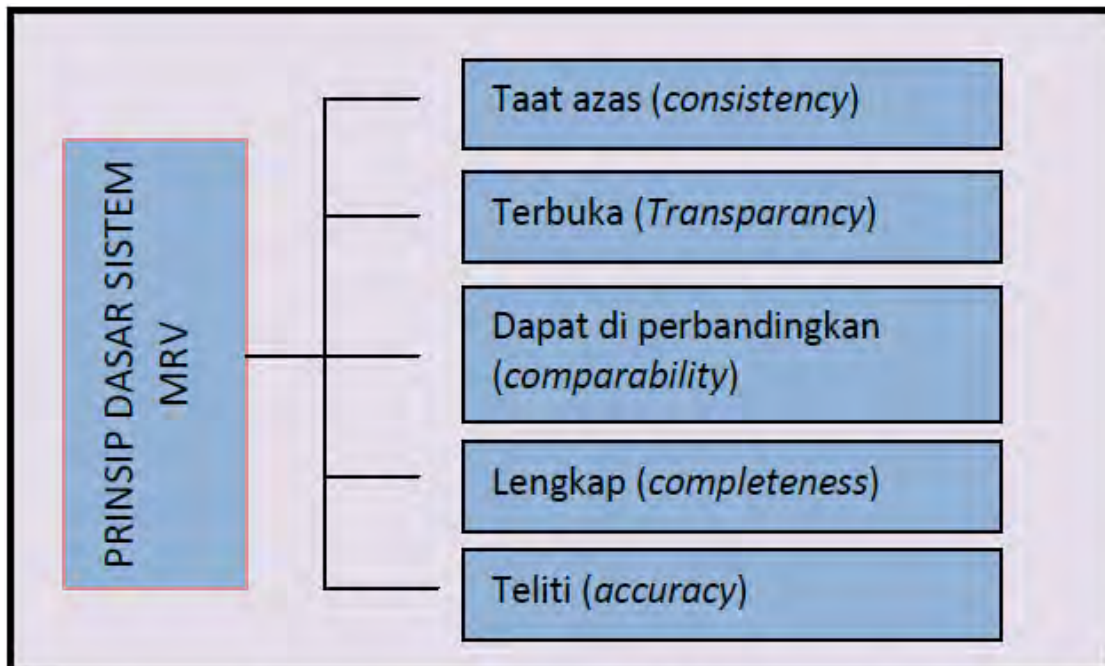 PRINSIP DASAR SISTEM
MRV
Taat azas (consistency)
Terbuka (Transparancy)
Dapat di perbandingkan
(comparability)
Lengkap (completeness)
Teliti (accuracy)